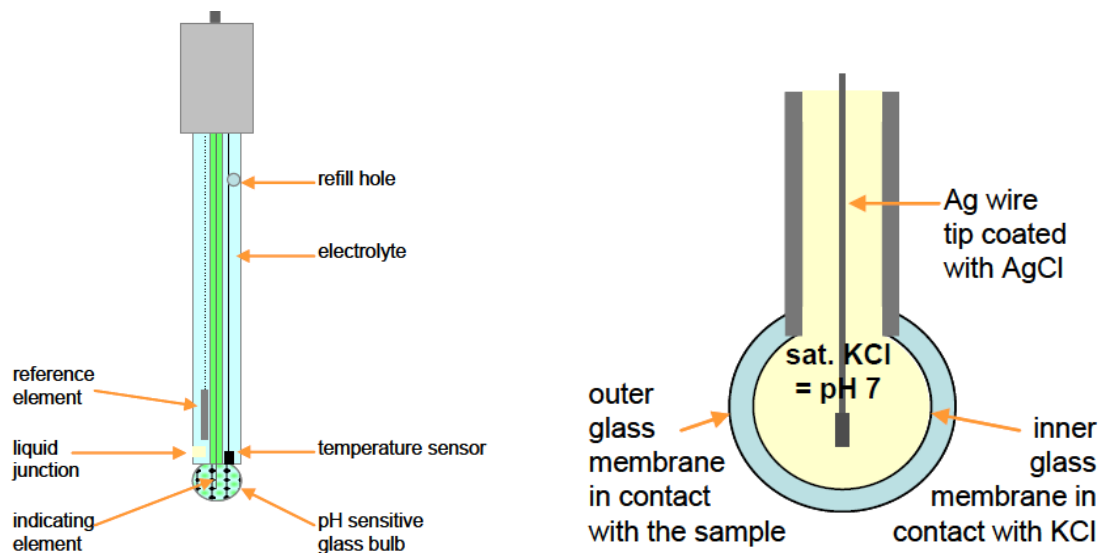 refill hole
electrolyte
reference
element
liquid
junction
temperature sensor
indicating
element
pH sensitive
glass bulb
Ag wire
tip coated
with AgCl
sat. KCl
= pH 7
outer
glass
membrane
in contact
with the sample
inner
glass
membrane in
contact with KCl